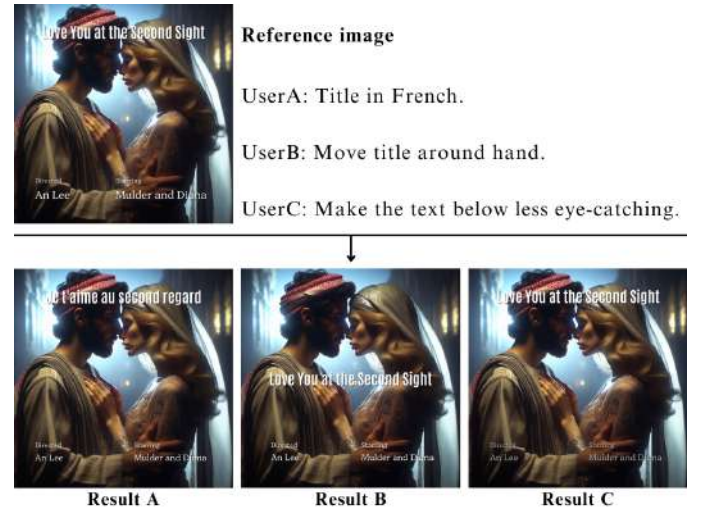 Love You at the Second Sight
Directed
An Lee
Starring
Mulder and Diana
Reference image
UserA: Title in French.
UserB: Move title around hand.
UserC: Make the text below less eye-catching.
Je t'aime au second regard
Directed
An Lee
Starring
Mulder and Diana
Love You at the Second Sight
Directed
An Lee
Starring
Mulder and Diana
Love You at the Second Sight
Directed
An Lee
Starring
Mulder and Diana
Result A
Result B
Result C